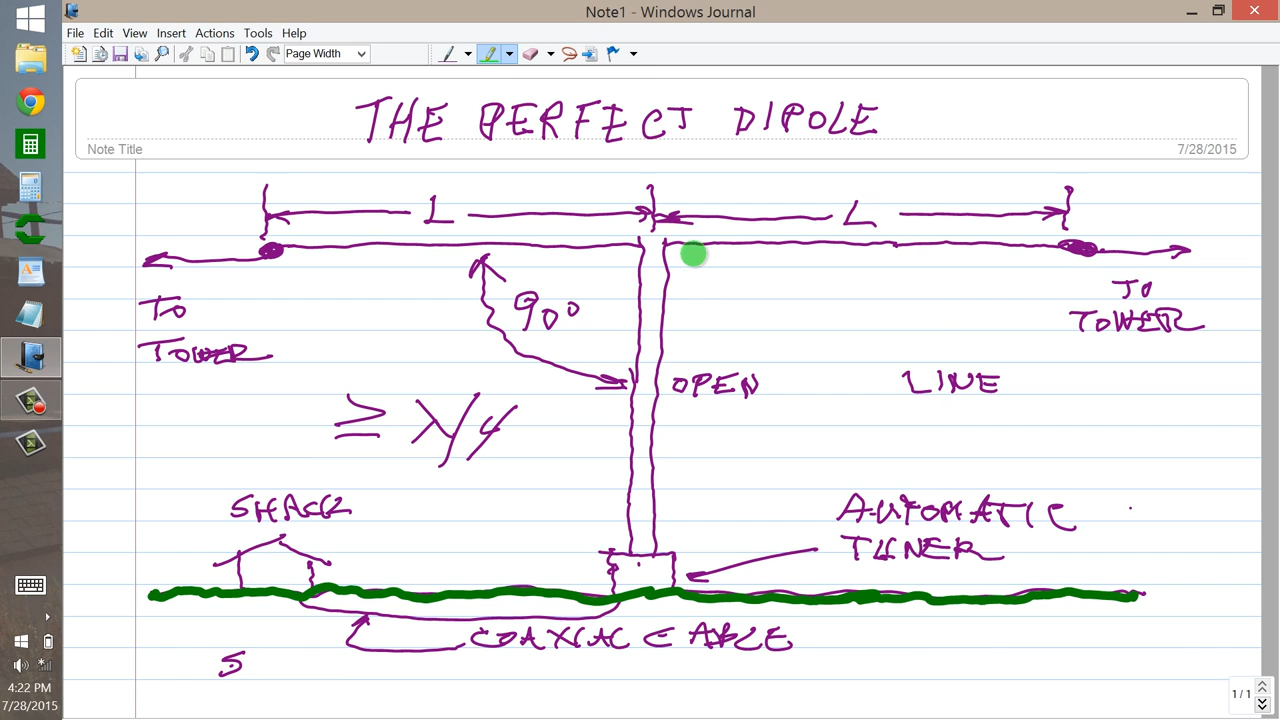 Note1 - Windows Journal
File Edit View Insert Actions Tools Help
Page Width
THE PERFECT DIPOLE
Note Title
7/28/2015
L L
90°
TO
TOWER
TO
TOWER
OPEN LINE
≥ λ/4
SHACK
AUTOMATIC
TUNER
COAXIAL CABLE
S
4:22 PM
7/28/2015
1/1